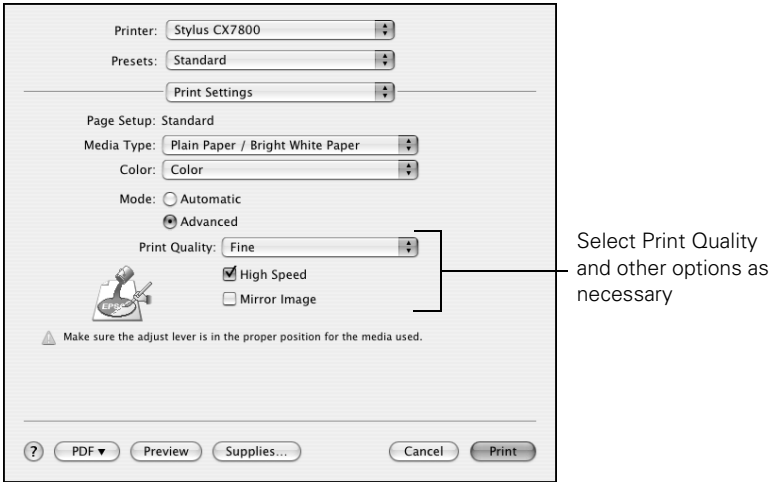 Printer: Stylus CX7800
Presets: Standard
Print Settings
Page Setup: Standard
Media Type: Plain Paper / Bright White Paper
Color: Color
Mode: Automatic
Advanced
Print Quality: Fine
High Speed
Mirror Image
EPSO
Make sure the adjust lever is in the proper position for the media used.
? PDF ▼ Preview Supplies... Cancel Print
Select Print Quality
and other options as
necessary